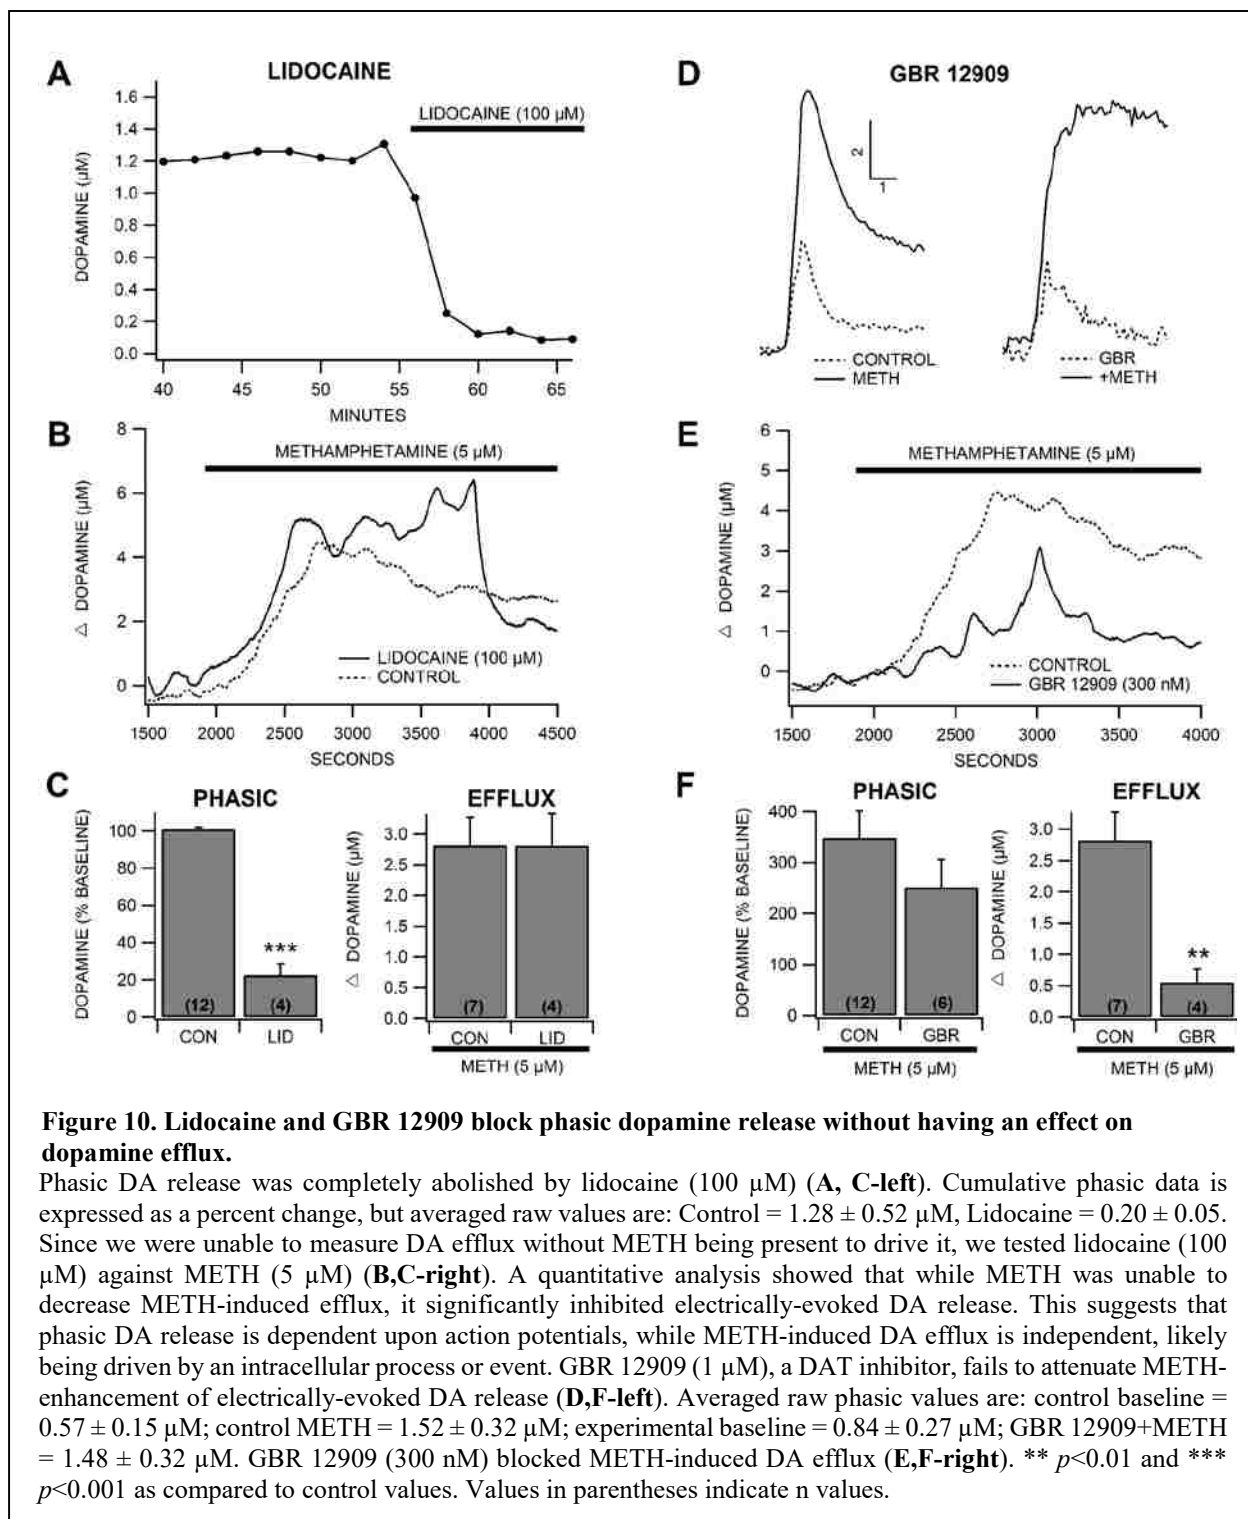 A
LIDOCAINE
LIDOCAINE (100 µM)
DOPAMINE (µM)
1.6
1.4
1.2
1.0
0.8
0.6
0.4
0.2
0.0
40 45 50 55 60 65
MINUTES
B
METHAMPHETAMINE (5 µM)
△ DOPAMINE (µM)
8
6
4
2
0
LIDOCAINE (100 µM)
CONTROL
1500 2000 2500 3000 3500 4000 4500
SECONDS
C
PHASIC
DOPAMINE (% BASELINE)
100
80
60
40
20
0
***
(12) (4)
CON LID
EFFLUX
△ DOPAMINE (µM)
3.0
2.5
2.0
1.5
1.0
0.5
0.0
(7) (4)
CON LID
METH (5 µM)
D
GBR 12909
2
1
CONTROL
METH
GBR
+METH
E
METHAMPHETAMINE (5 µM)
△ DOPAMINE (µM)
6
5
4
3
2
1
0
CONTROL
GBR 12909 (300 nM)
1500 2000 2500 3000 3500 4000
SECONDS
F
PHASIC
DOPAMINE (% BASELINE)
400
300
200
100
0
(12) (6)
CON GBR
METH (5 µM)
EFFLUX
△ DOPAMINE (µM)
3.0
2.5
2.0
1.5
1.0
0.5
0.0
**
(7) (4)
CON GBR
METH (5 µM)
Figure 10. Lidocaine and GBR 12909 block phasic dopamine release without having an effect on
dopamine efflux.
Phasic DA release was completely abolished by lidocaine (100 µM) (A, C-left). Cumulative phasic data is
expressed as a percent change, but averaged raw values are: Control = 1.28 ± 0.52 µM, Lidocaine = 0.20 ± 0.05.
Since we were unable to measure DA efflux without METH being present to drive it, we tested lidocaine (100
µM) against METH (5 µM) (B,C-right). A quantitative analysis showed that while METH was unable to
decrease METH-induced efflux, it significantly inhibited electrically-evoked DA release. This suggests that
phasic DA release is dependent upon action potentials, while METH-induced DA efflux is independent, likely
being driven by an intracellular process or event. GBR 12909 (1 µM), a DAT inhibitor, fails to attenuate METH-
enhancement of electrically-evoked DA release (D,F-left). Averaged raw phasic values are: control baseline =
0.57 ± 0.15 µM; control METH = 1.52 ± 0.32 µM; experimental baseline = 0.84 ± 0.27 µM; GBR 12909+METH
= 1.48 ± 0.32 µM. GBR 12909 (300 nM) blocked METH-induced DA efflux (E,F-right). ** p<0.01 and ***
p<0.001 as compared to control values. Values in parentheses indicate n values.